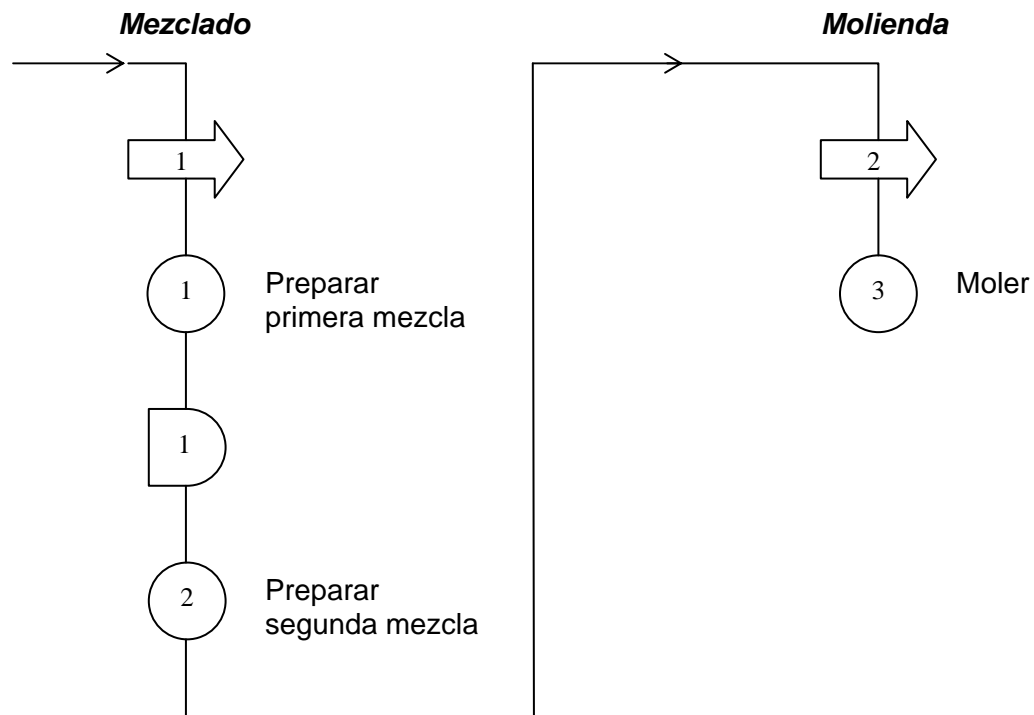 Mezclado
1
1
Preparar
primera mezcla
1
2
Preparar
segunda mezcla
Molienda
2
3
Moler